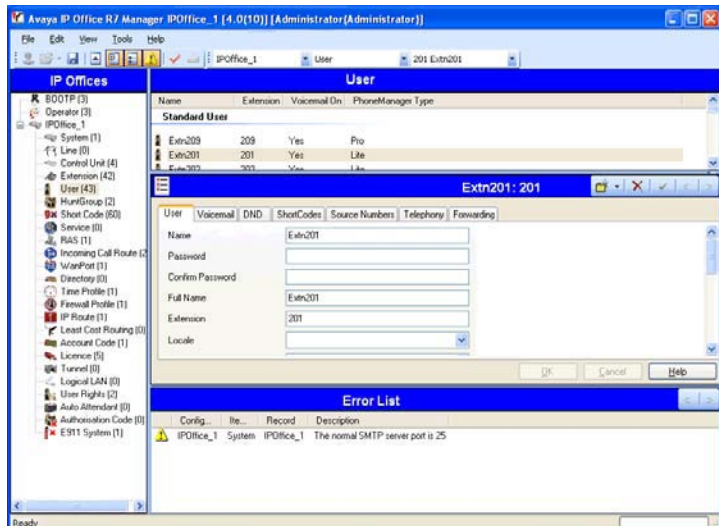 Avaya IP Office R7 Manager IPOffice_1 [4.0(10)] [Administrator(Administrator)]
File Edit View Tools Help
IPOffice_1 User 201 Extn201
IP Offices
BOOTP (3)
Operator (3)
IPOffice_1
System (1)
Line (0)
Control Unit (4)
Extension (42)
User (43)
HuntGroup (2)
Short Code (60)
Service (0)
RAS (1)
Incoming Call Route (2
WanPort (1)
Directory (0)
Time Profile (1)
Firewall Profile (1)
IP Route (1)
Least Cost Routing (0)
Account Code (1)
Licence (5)
Tunnel (0)
Logical LAN (0)
User Rights (2)
Auto Attendant (0)
Authorisation Code (0)
E911 System (1)
User
Name Extension Voicemail On PhoneManager Type
Standard User
Extn209 209 Yes Pro
Extn201 201 Yes Lite
Extn201: 201
User Voicemail DND ShortCodes Source Numbers Telephony Forwarding
Name Extn201
Password
Confirm Password
Full Name Extn201
Extension 201
Locale
OK Cancel Help
Error List
Config... Ite... Record Description
IPOffice_1 System IPOffice_1 The normal SMTP server port is 25
Ready